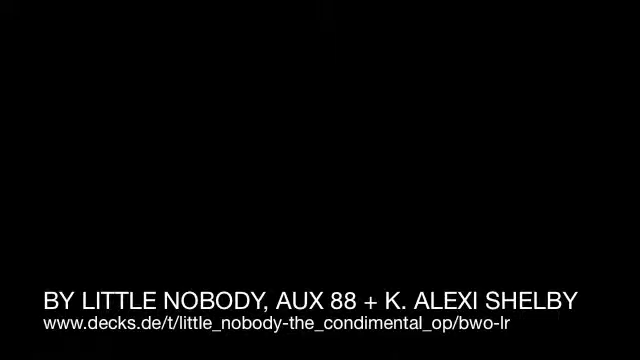 BY LITTLE NOBODY, AUX 88 + K. ALEXI SHELBY
www.decks.de/t/little_nobody-the_condimental_op/bwo-lr